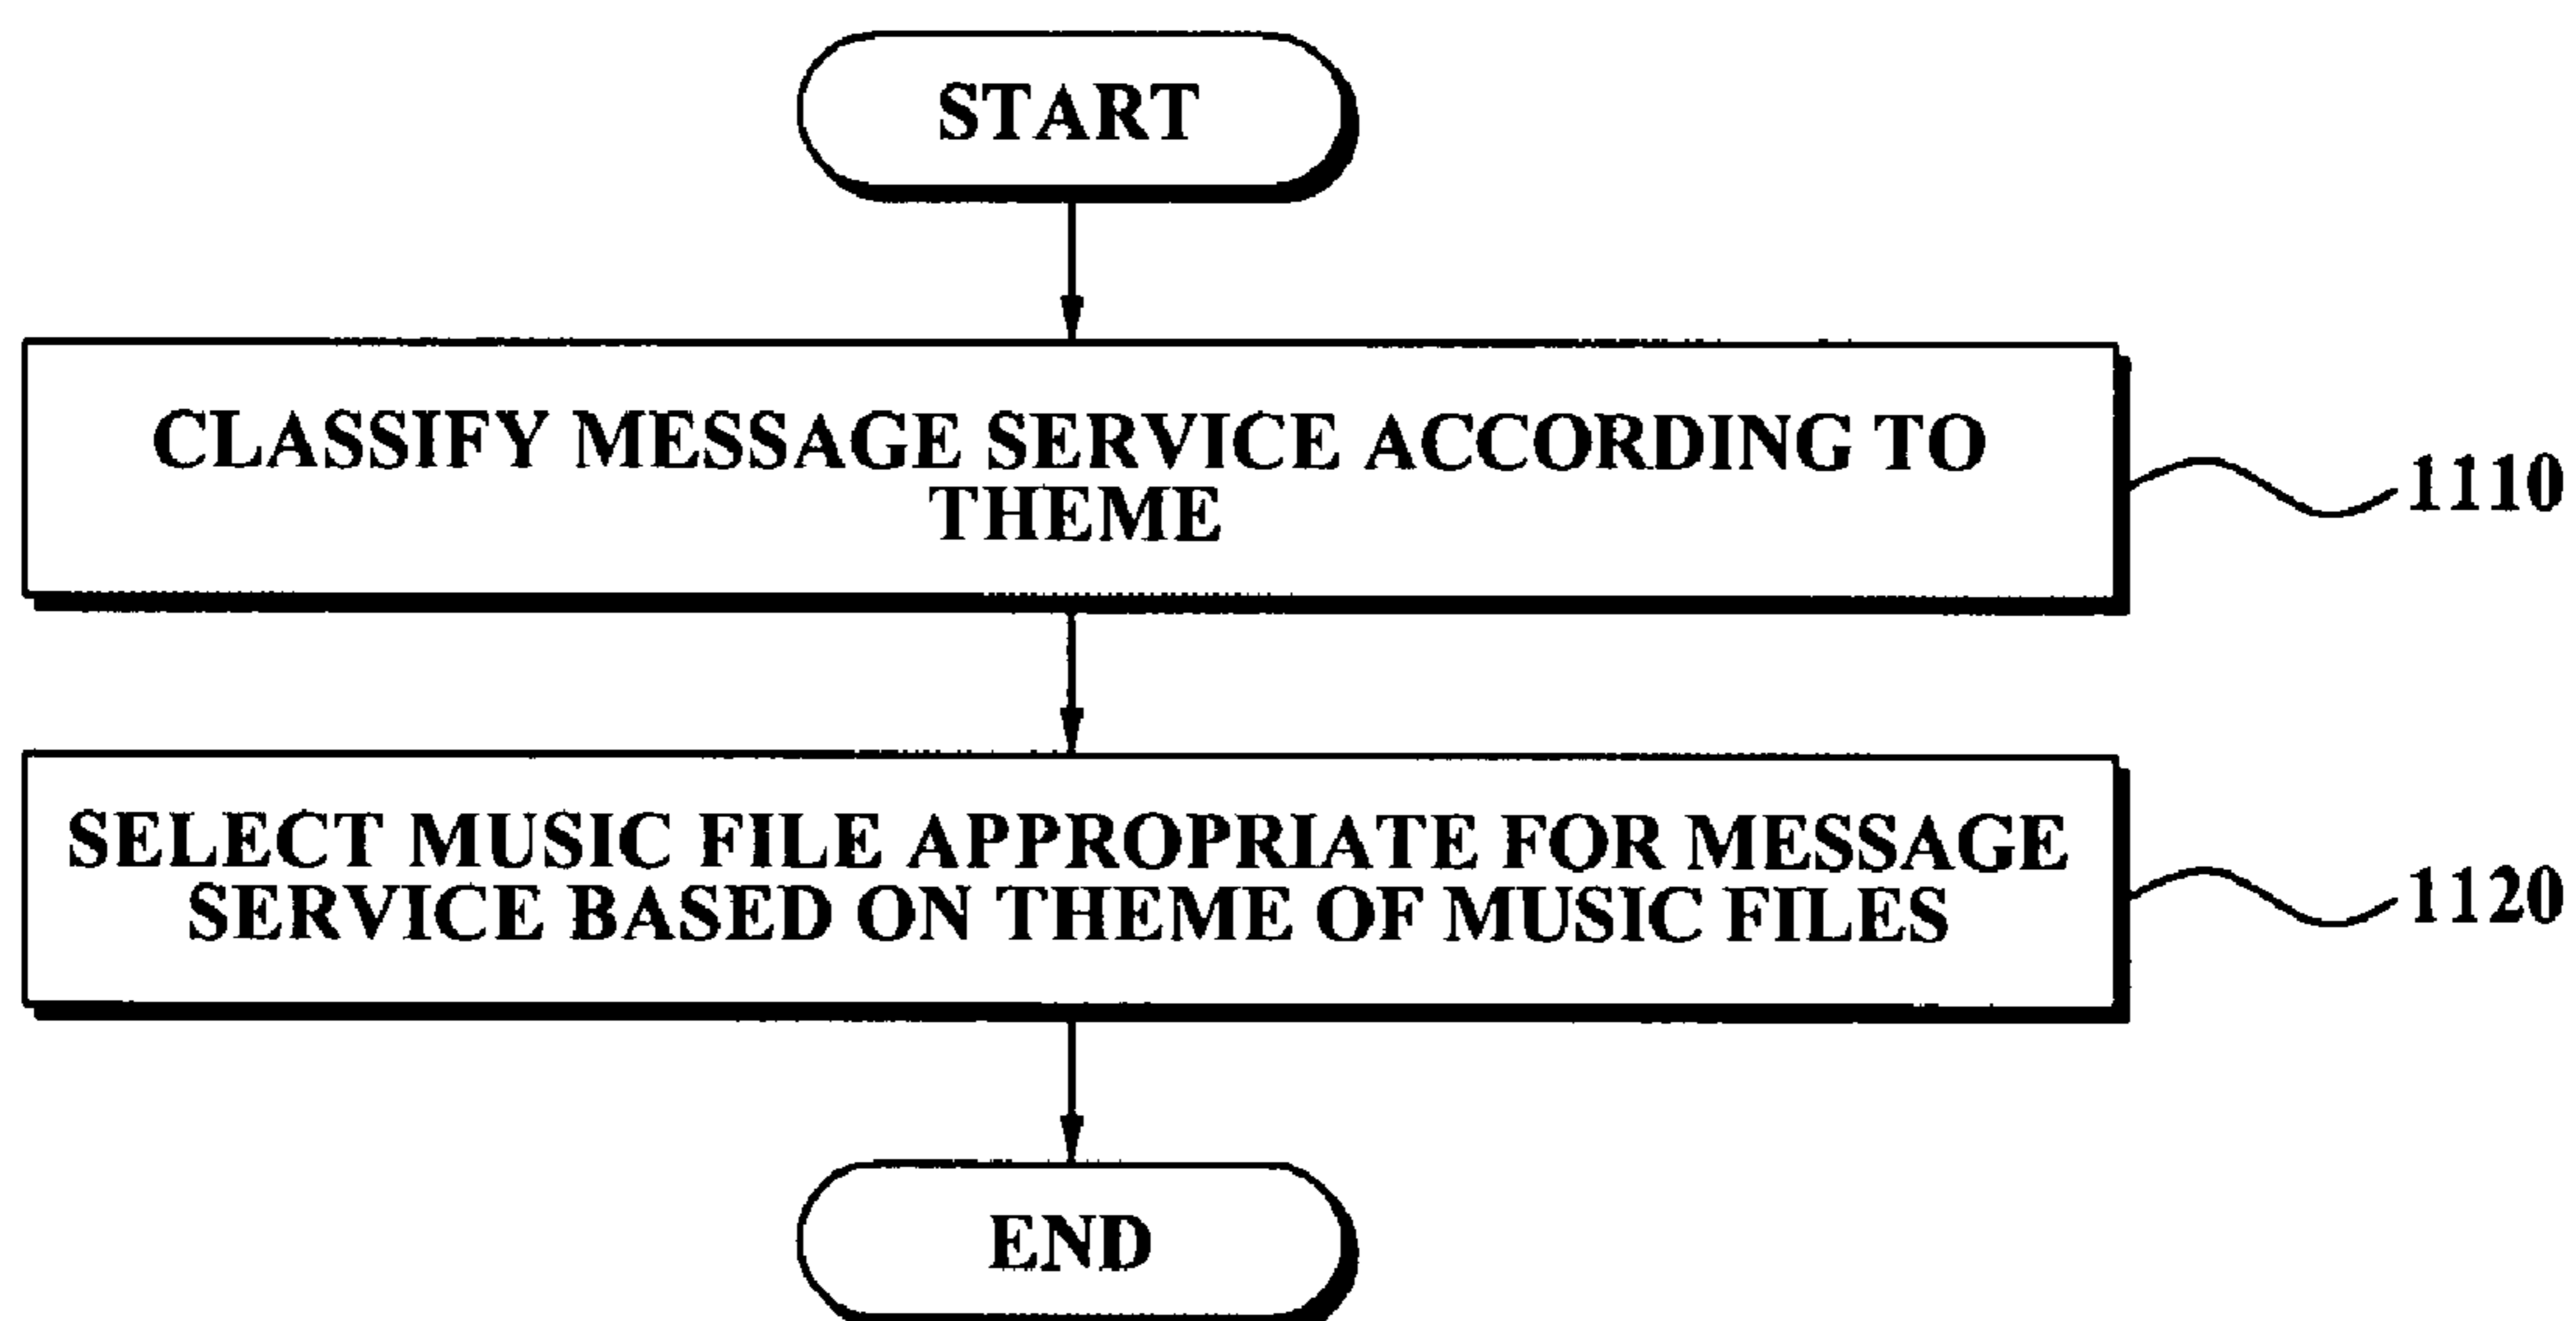 START
CLASSIFY MESSAGE SERVICE ACCORDING TO
THEME
1110
SELECT MUSIC FILE APPROPRIATE FOR MESSAGE
SERVICE BASED ON THEME OF MUSIC FILES
1120
END